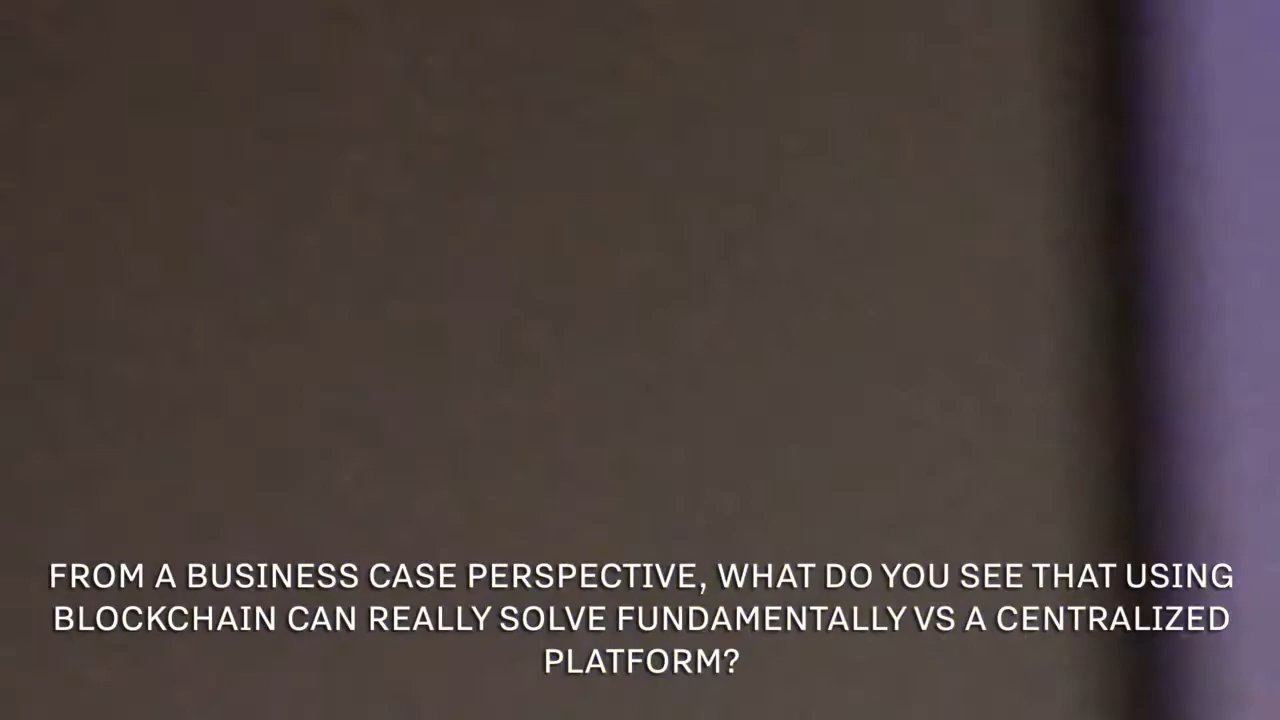 FROM A BUSINESS CASE PERSPECTIVE, WHAT DO YOU SEE THAT USING
BLOCKCHAIN CAN REALLY SOLVE FUNDAMENTALLY VS A CENTRALIZED
PLATFORM?